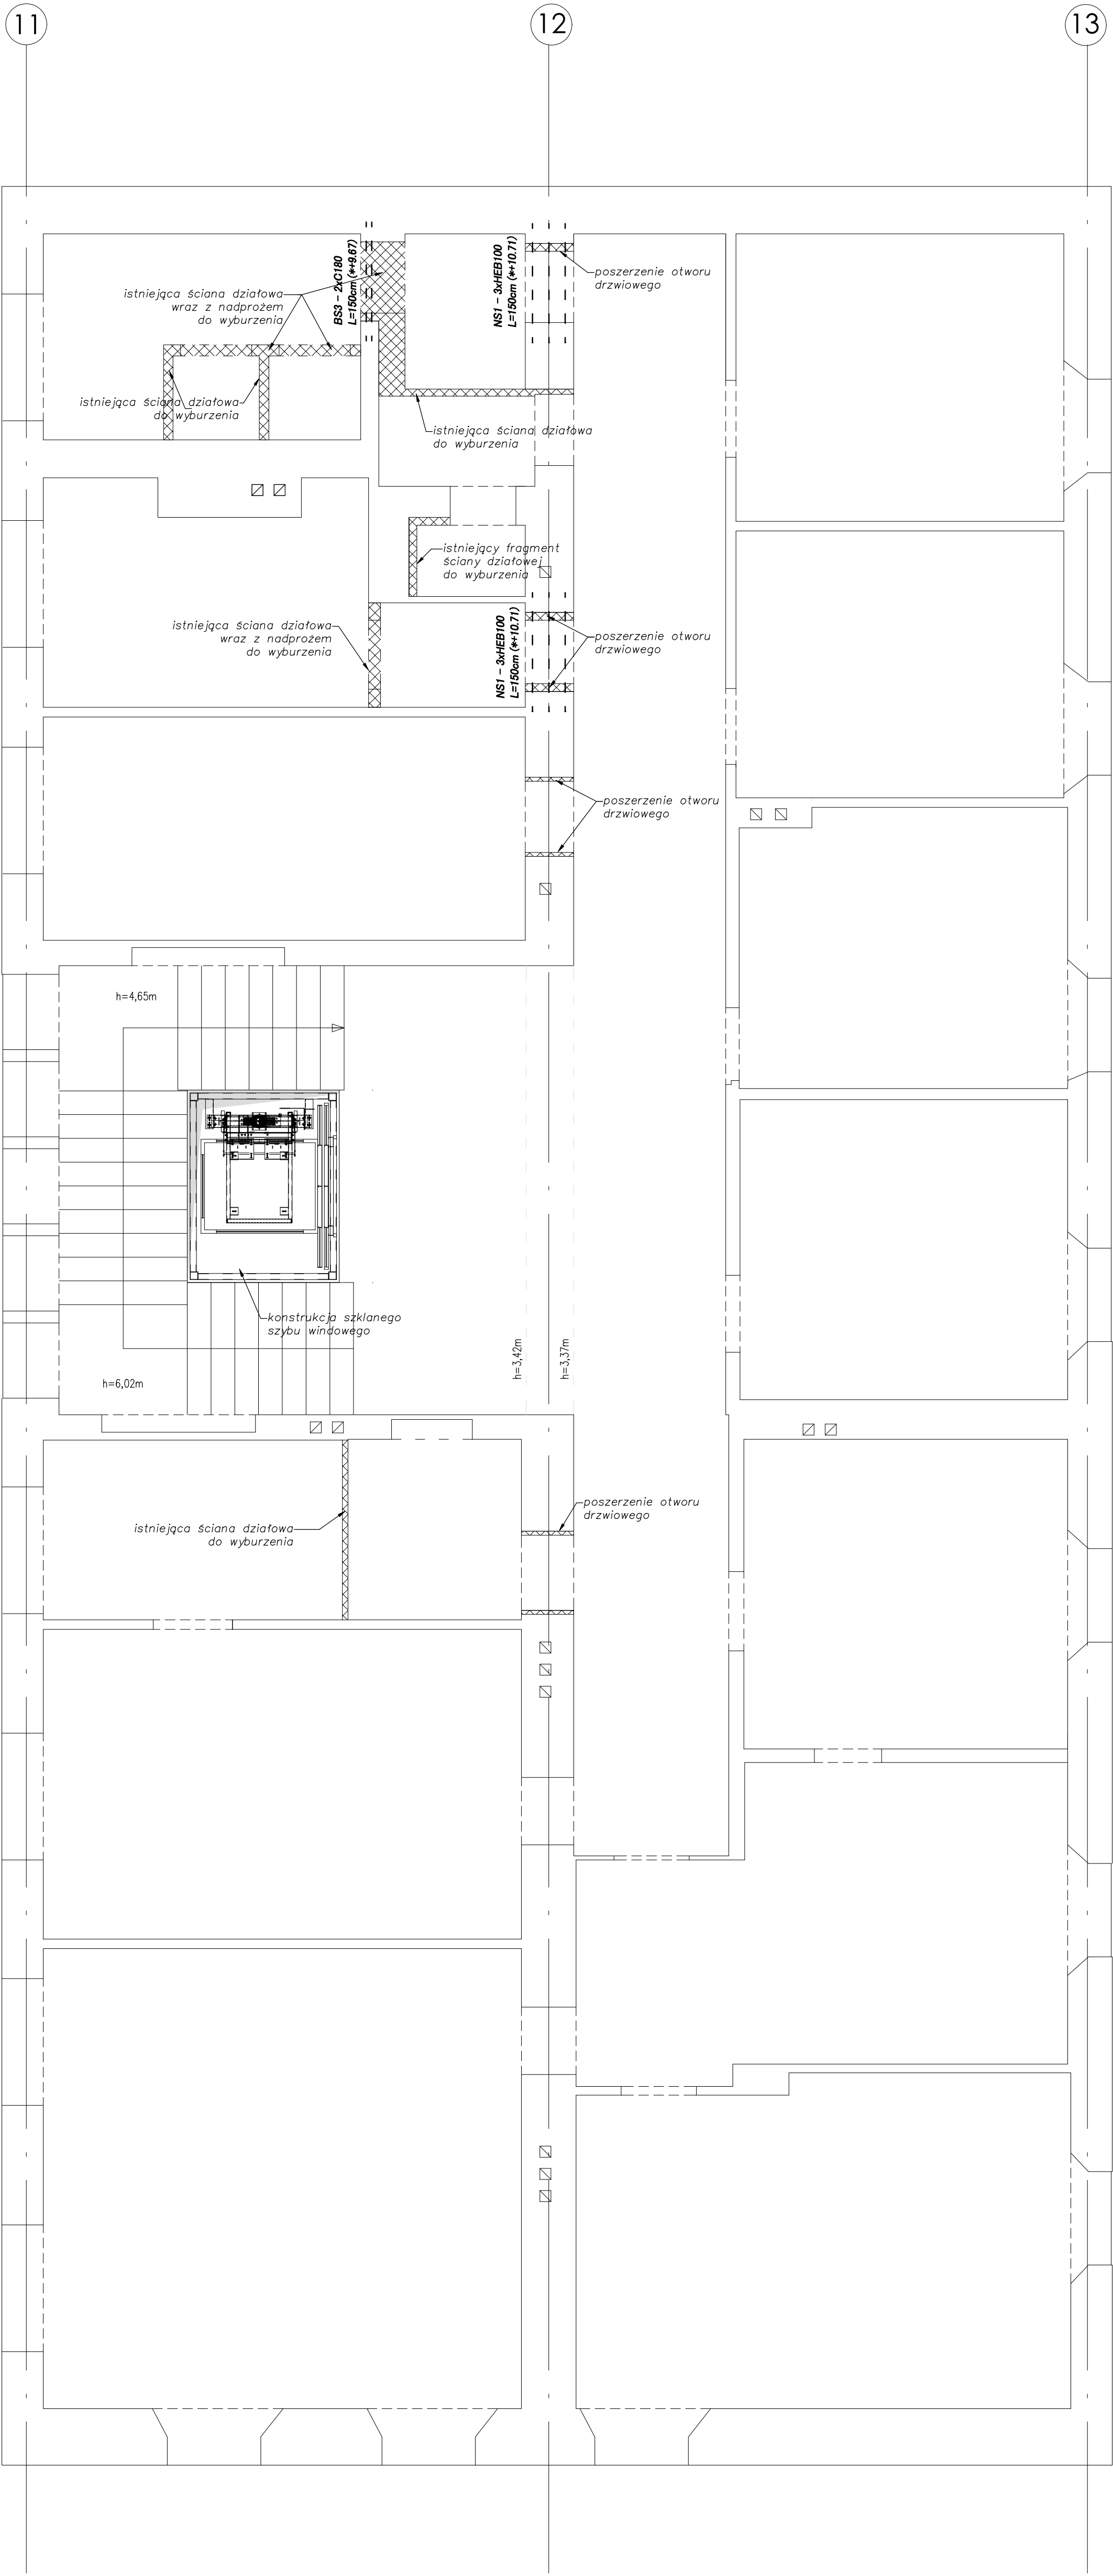 11
12
13
BS3 - 2xC180
L=150cm (*+9.67)
NS1 - 3xHEB100
L=150cm (*+10.71)
poszerzenie otworu
drzwiowego
istniejąca ściana działowa
wraz z nadprożem
do wyburzenia
istniejąca ściana działowa
do wyburzenia
istniejąca ściana działowa
do wyburzenia
istniejący fragment
ściany działowej
do wyburzenia
istniejąca ściana działowa
wraz z nadprożem
do wyburzenia
NS1 - 3xHEB100
L=150cm (*+10.71)
poszerzenie otworu
drzwiowego
poszerzenie otworu
drzwiowego
h=4,65m
konstrukcja szklanego
szybu windowego
h=3,42m
h=3,37m
h=6,02m
poszerzenie otworu
drzwiowego
istniejąca ściana działowa
do wyburzenia